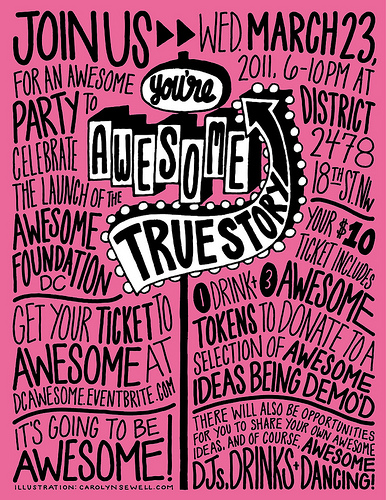 JOIN US ▶▶ WED. MARCH 23,
2011, 6-10PM AT
DISTRICT
2478
18TH ST. NW
FOR AN AWESOME
PARTY TO
CELEBRATE
THE LAUNCH OF THE
AWESOME
FOUNDATION
DC
You're
AWESOME
TRUE STORY
YOUR $10
TICKET INCLUDES
1 DRINK + 3 AWESOME
TOKENS TO DONATE TO A
SELECTION OF AWESOME
IDEAS BEING DEMO'D
GET YOUR TICKET TO
AWESOME AT
DCAWESOME.EVENTBRITE.COM
IT'S GOING TO BE
AWESOME!
THERE WILL ALSO BE OPPORTUNITIES
FOR YOU TO SHARE YOUR OWN AWESOME
IDEAS. AND OF COURSE, AWESOME
DJs, DRINKS + DANCING!
ILLUSTRATION: CAROLYNSEWELL.COM